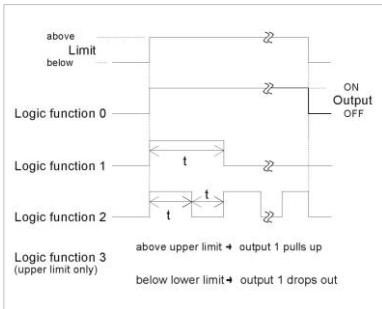 above
Limit
below
ON
Output
OFF
Logic function 0
Logic function 1
t
Logic function 2
t
t
Logic function 3
(upper limit only)
above upper limit → output 1 pulls up
below lower limit → output 1 drops out